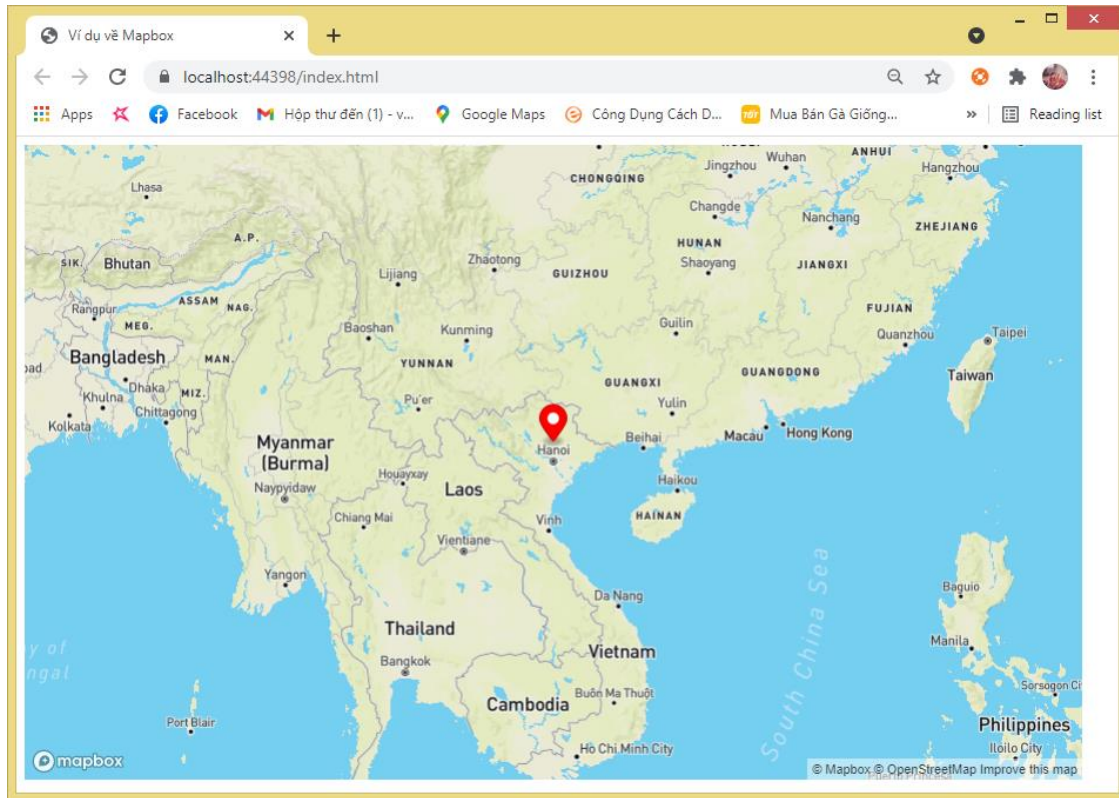 Ví dụ về Mapbox
localhost:44398/index.html
Apps Facebook Hộp thư đến (1) - v... Google Maps Công Dụng Cách D... Mua Bán Gà Giống... » Reading list
CHONGQING
Jingzhou
Wuhan
ANHUI
Hangzhou
Lhasa
Changde
Nanchang
ZHEJIANG
A.P.
HUNAN
SIK.
Bhutan
Lijiang
Zhaotong
GUIZHOU
Shaoyang
JIANGXI
ASSAM
NAG.
Rangpur
FUJIAN
MEG.
Baoshan
Kunming
Guilin
Quanzhou
Taipei
Bangladesh
MAN.
YUNNAN
GUANGXI
GUANGDONG
Taiwan
Dhaka
MIZ.
Khulna
Pu'er
Yulin
Chittagong
Kolkata
Myanmar
(Burma)
Hanoi
Beihai
Macau
Hong Kong
Naypyidaw
Houayxay
Laos
Haikou
Chiang Mai
HAINAN
Vinh
Vientiane
Yangon
Da Nang
Baguio
South China Sea
Thailand
Vietnam
Manila
Bangkok
Cambodia
Buôn Ma Thuột
Port Blair
Philippines
Ho Chi Minh City
Iloilo City
mapbox
© Mapbox © OpenStreetMap Improve this map